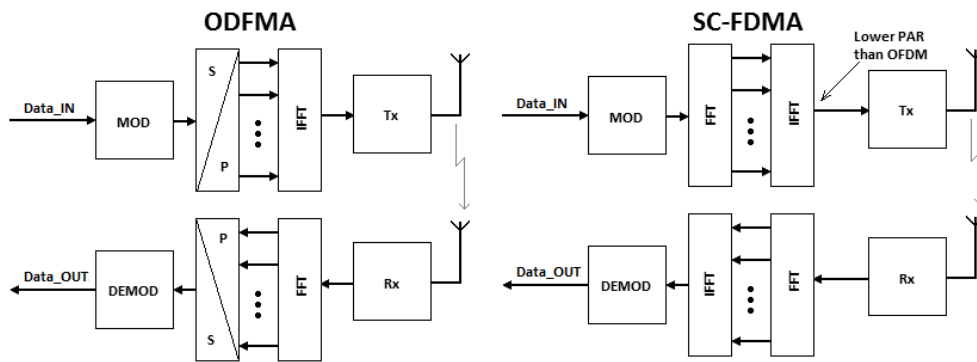 ODFMA
SC-FDMA
Lower PAR
than OFDM
Data_IN
MOD
S
P
IFFT
Tx
Data_IN
MOD
FFT
IFFT
Tx
Data_OUT
DEMOD
P
S
FFT
Rx
Data_OUT
DEMOD
IFFT
FFT
Rx